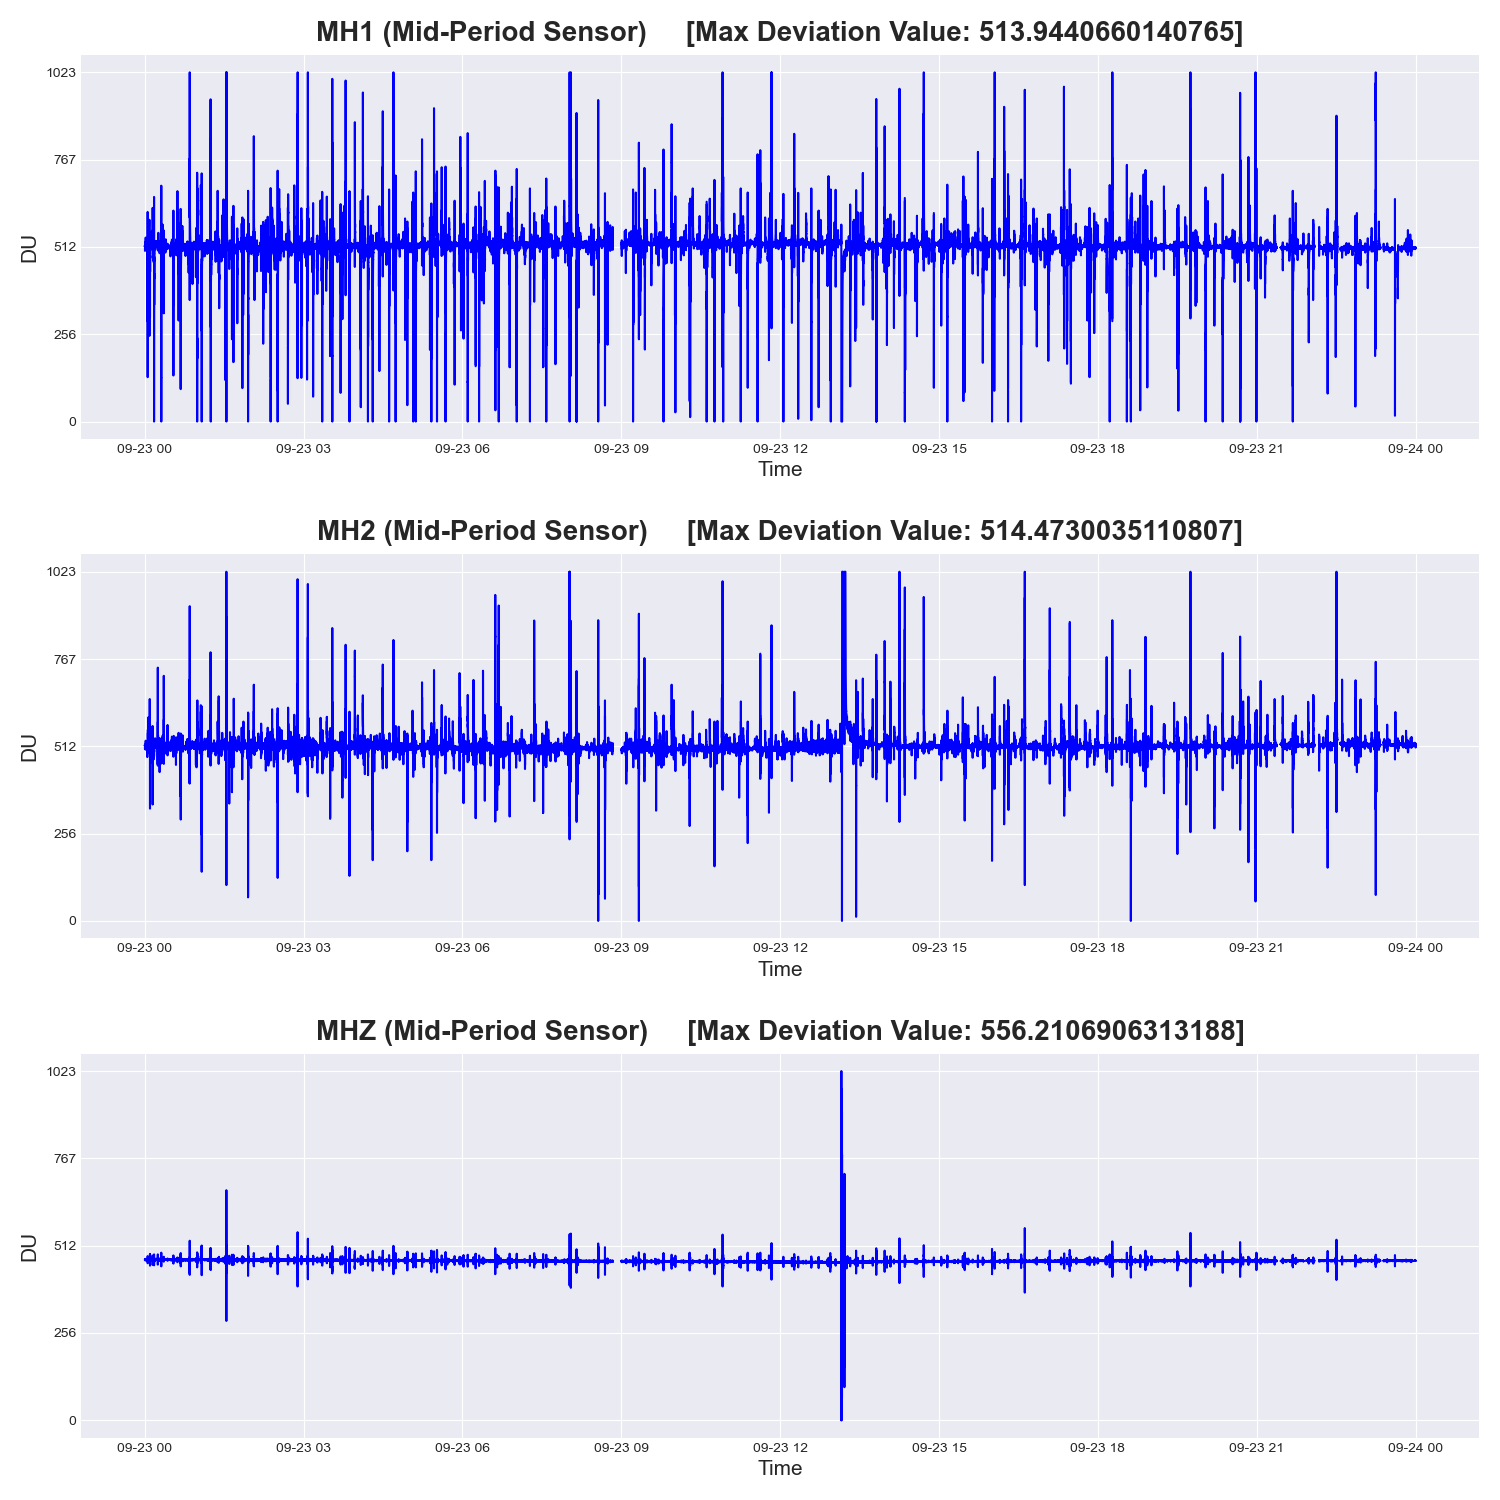 MH1 (Mid-Period Sensor) [Max Deviation Value: 513.9440660140765]
1023
767
512
256
0
DU
09-23 00 09-23 03 09-23 06 09-23 09 09-23 12 09-23 15 09-23 18 09-23 21 09-24 00
Time
MH2 (Mid-Period Sensor) [Max Deviation Value: 514.4730035110807]
1023
767
512
256
0
DU
09-23 00 09-23 03 09-23 06 09-23 09 09-23 12 09-23 15 09-23 18 09-23 21 09-24 00
Time
MHZ (Mid-Period Sensor) [Max Deviation Value: 556.2106906313188]
1023
767
512
256
0
DU
09-23 00 09-23 03 09-23 06 09-23 09 09-23 12 09-23 15 09-23 18 09-23 21 09-24 00
Time